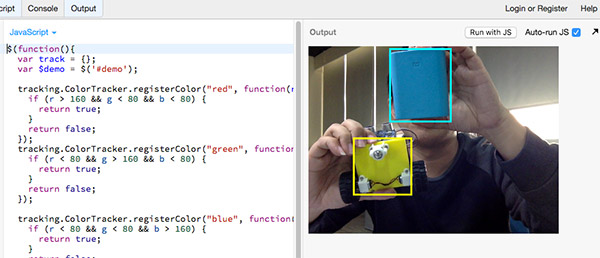 ript Console Output Login or Register Help
JavaScript Output Run with JS Auto-run JS
$(function(){
var track = {};
var $demo = $('#demo');
tracking.ColorTracker.registerColor("red", function(r
if (r > 160 && g < 80 && b < 80) {
return true;
}
return false;
});
tracking.ColorTracker.registerColor("green", function
if (r < 80 && g > 160 && b < 80) {
return true;
}
return false;
});
tracking.ColorTracker.registerColor("blue", function(
if (r < 80 && g < 80 && b > 160) {
return true;
}